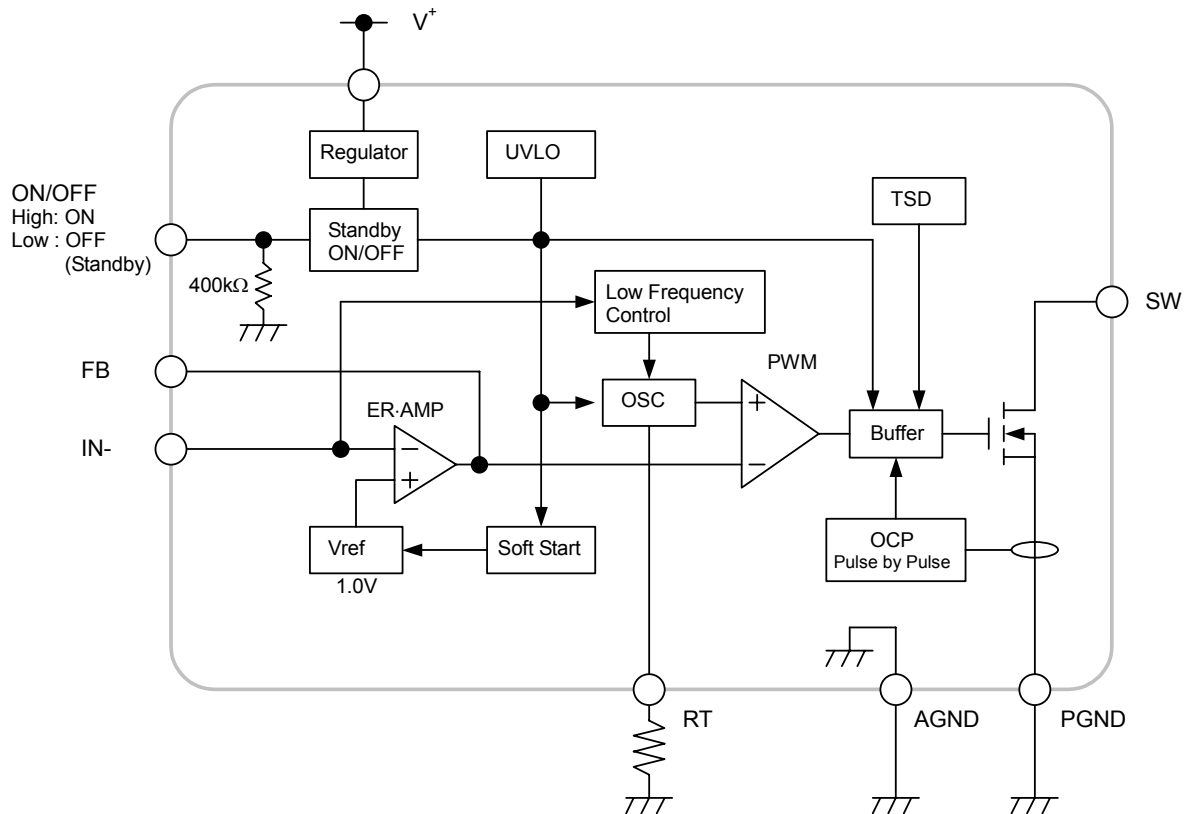 V+
Regulator
UVLO
ON/OFF
High: ON
Low : OFF
(Standby)
Standby
ON/OFF
TSD
400kΩ
Low Frequency
Control
SW
FB
PWM
OSC
+
ER·AMP
Buffer
IN-
−
+
−
Vref
Soft Start
OCP
Pulse by Pulse
1.0V
RT
AGND
PGND